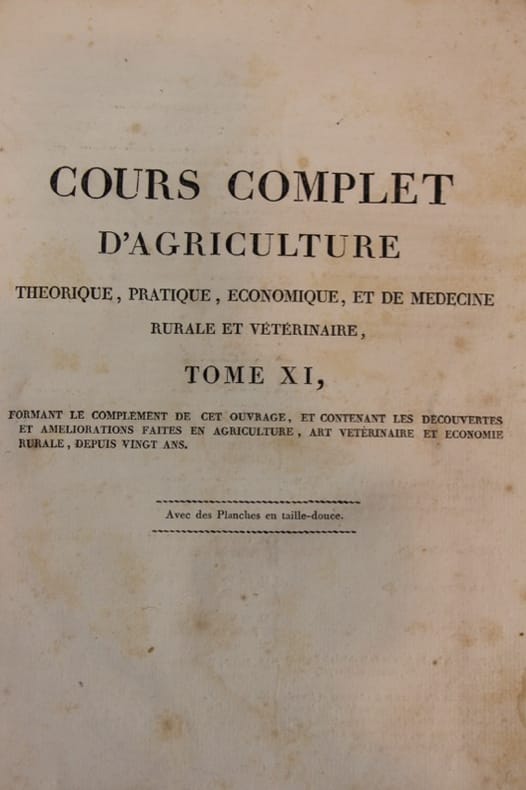 COURS COMPLET
D'AGRICULTURE
THEORIQUE, PRATIQUE, ECONOMIQUE, ET DE MEDECINE
RURALE ET VÉTÉRINAIRE,
TOME XI,
FORMANT LE COMPLEMENT DE CET OUVRAGE, ET CONTENANT LES DÉCOUVERTES
ET AMELIORATIONS FAITES EN AGRICULTURE, ART VETÉRINAIRE ET ECONOMIE
RURALE, DEPUIS VINGT ANS.
Avec des Planches en taille-douce.